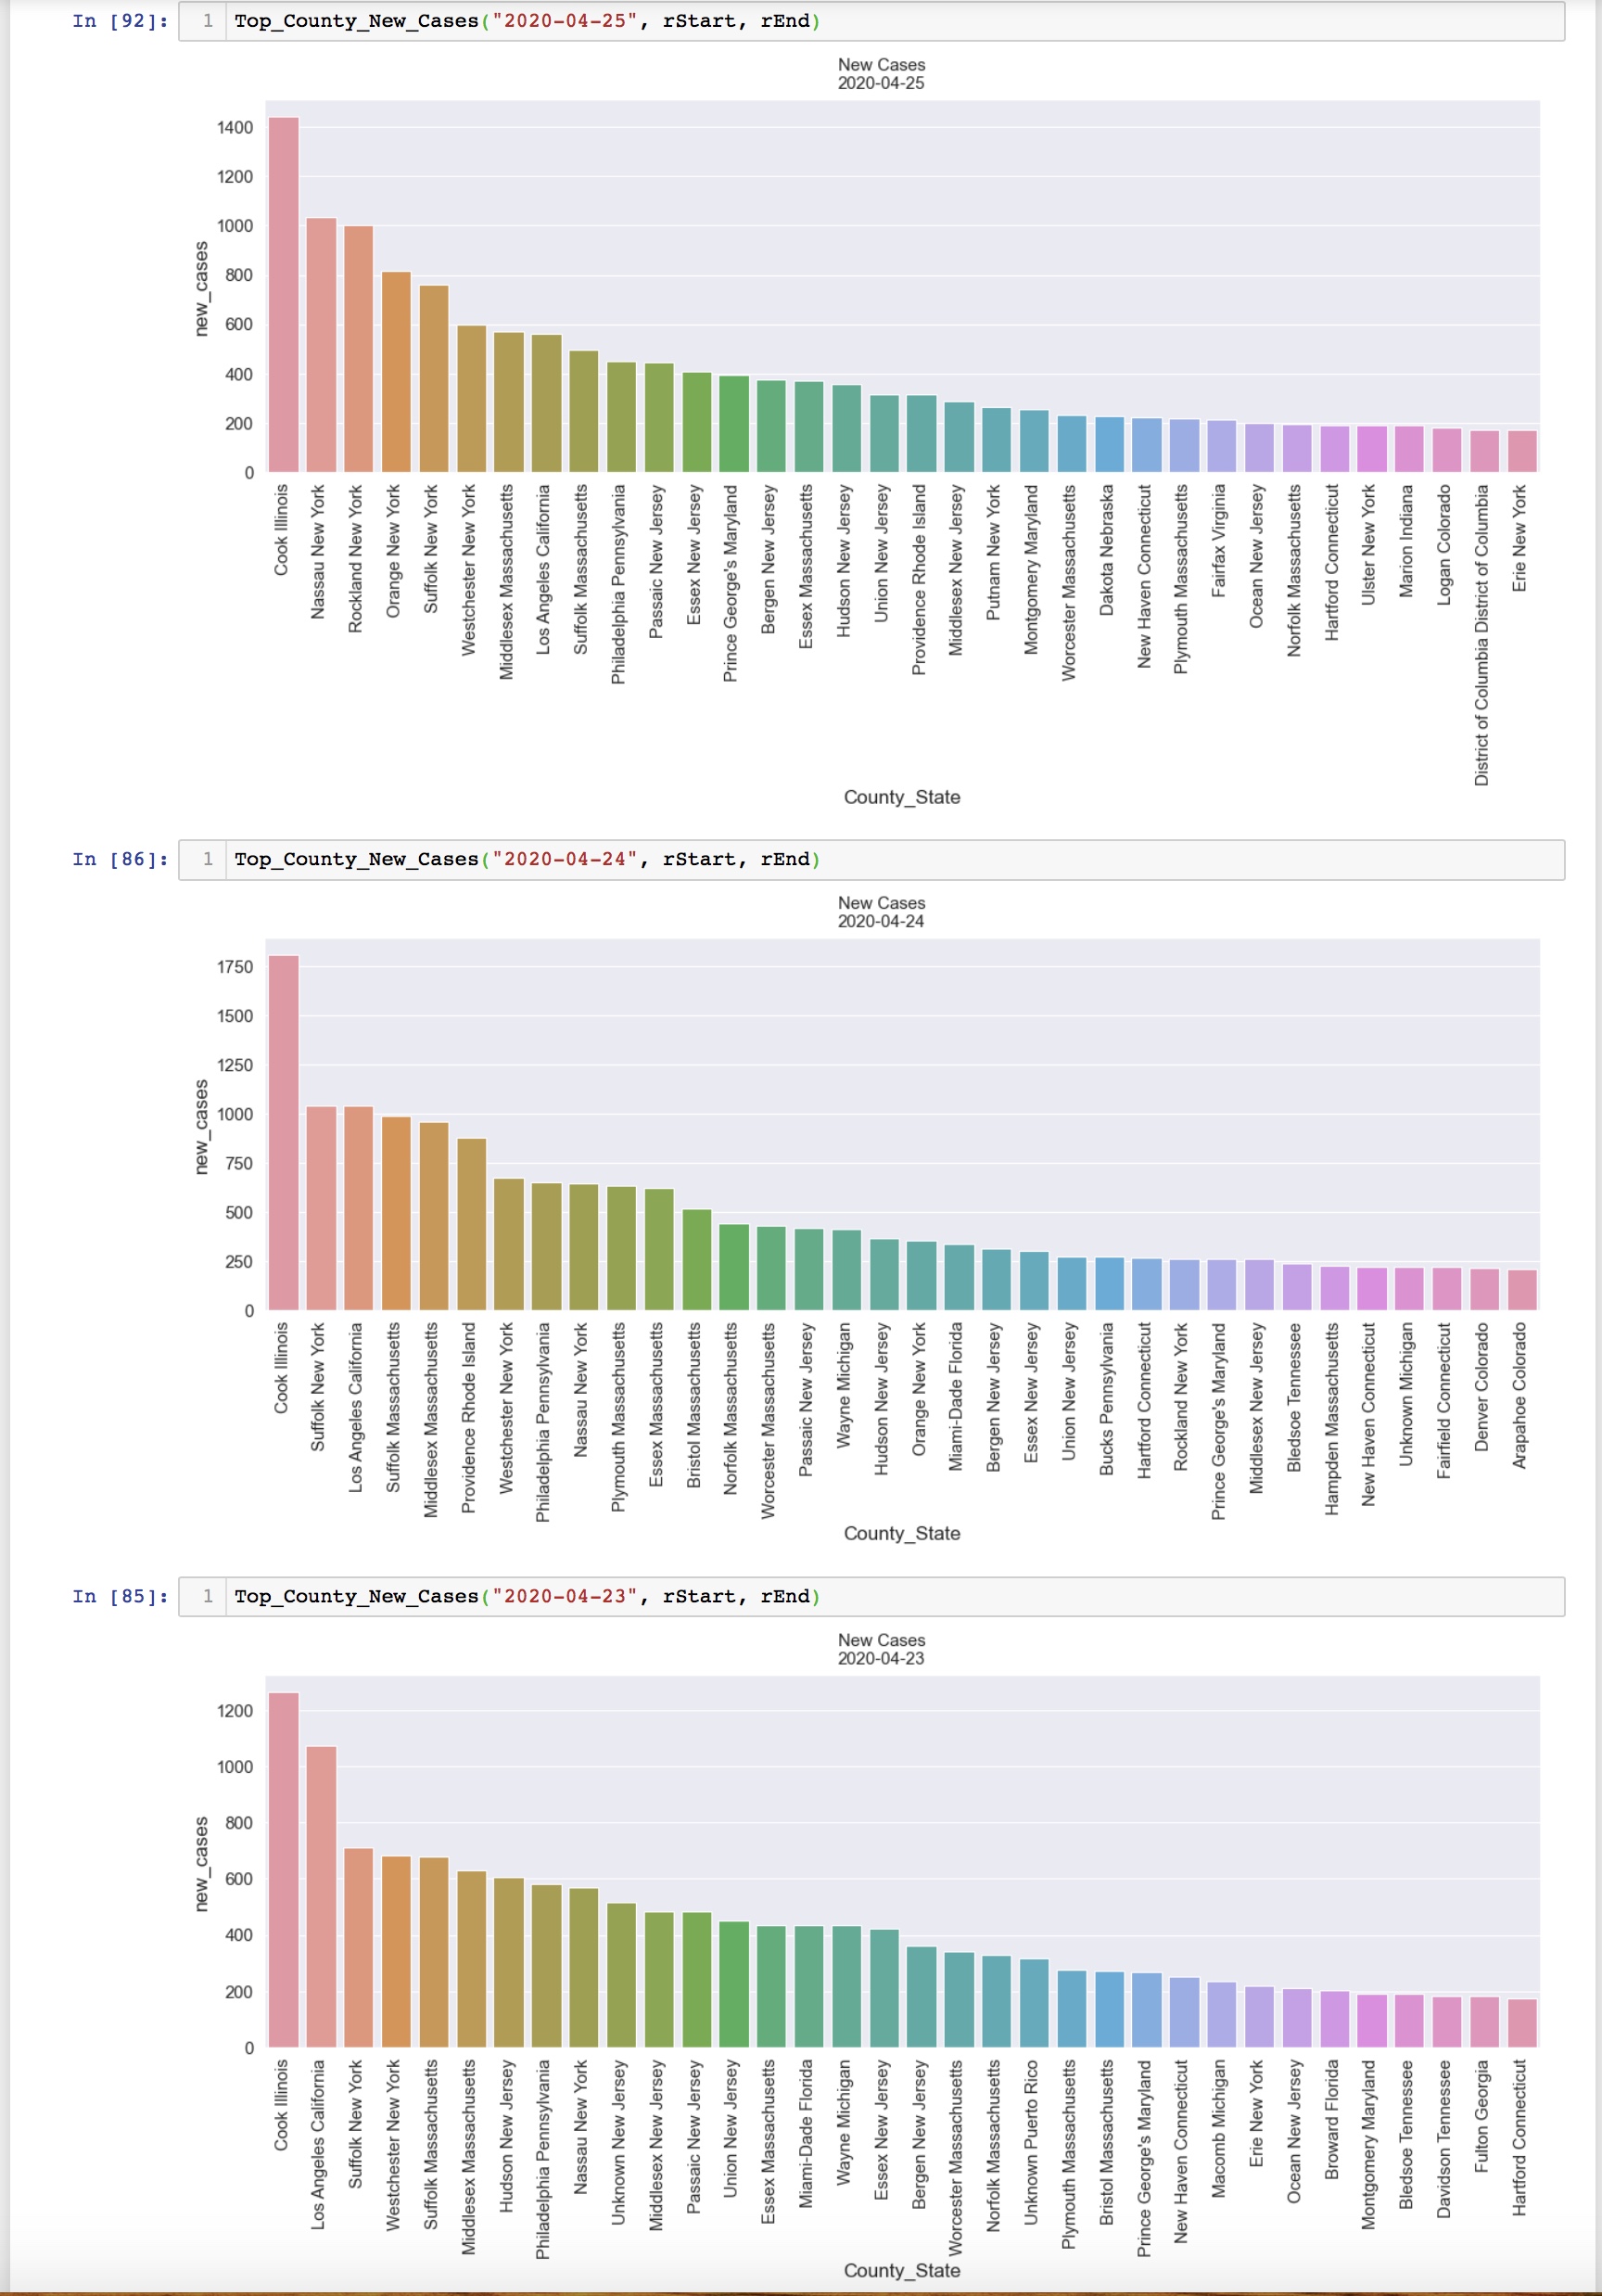 In [92]: 1 Top_County_New_Cases("2020-04-25", rStart, rEnd)
New Cases
2020-04-25
new_cases
1400
1200
1000
800
600
400
200
0
Cook Illinois
Nassau New York
Rockland New York
Orange New York
Suffolk New York
Westchester New York
Middlesex Massachusetts
Los Angeles California
Suffolk Massachusetts
Philadelphia Pennsylvania
Passaic New Jersey
Essex New Jersey
Prince George's Maryland
Bergen New Jersey
Essex Massachusetts
Hudson New Jersey
Union New Jersey
Providence Rhode Island
Middlesex New Jersey
Putnam New York
Montgomery Maryland
Worcester Massachusetts
Dakota Nebraska
New Haven Connecticut
Plymouth Massachusetts
Fairfax Virginia
Ocean New Jersey
Norfolk Massachusetts
Hartford Connecticut
Ulster New York
Marion Indiana
Logan Colorado
District of Columbia District of Columbia
Erie New York
County_State
In [86]: 1 Top_County_New_Cases("2020-04-24", rStart, rEnd)
New Cases
2020-04-24
new_cases
1750
1500
1250
1000
750
500
250
0
Cook Illinois
Suffolk New York
Los Angeles California
Suffolk Massachusetts
Middlesex Massachusetts
Providence Rhode Island
Westchester New York
Philadelphia Pennsylvania
Nassau New York
Plymouth Massachusetts
Essex Massachusetts
Bristol Massachusetts
Norfolk Massachusetts
Worcester Massachusetts
Passaic New Jersey
Wayne Michigan
Hudson New Jersey
Orange New York
Miami-Dade Florida
Bergen New Jersey
Essex New Jersey
Union New Jersey
Bucks Pennsylvania
Hartford Connecticut
Rockland New York
Prince George's Maryland
Middlesex New Jersey
Bledsoe Tennessee
Hampden Massachusetts
New Haven Connecticut
Unknown Michigan
Fairfield Connecticut
Denver Colorado
Arapahoe Colorado
County_State
In [85]: 1 Top_County_New_Cases("2020-04-23", rStart, rEnd)
New Cases
2020-04-23
new_cases
1200
1000
800
600
400
200
0
Cook Illinois
Los Angeles California
Suffolk New York
Westchester New York
Suffolk Massachusetts
Middlesex Massachusetts
Hudson New Jersey
Philadelphia Pennsylvania
Nassau New York
Unknown New Jersey
Middlesex New Jersey
Passaic New Jersey
Union New Jersey
Essex Massachusetts
Miami-Dade Florida
Wayne Michigan
Essex New Jersey
Bergen New Jersey
Worcester Massachusetts
Norfolk Massachusetts
Unknown Puerto Rico
Plymouth Massachusetts
Bristol Massachusetts
Prince George's Maryland
New Haven Connecticut
Macomb Michigan
Erie New York
Ocean New Jersey
Broward Florida
Montgomery Maryland
Bledsoe Tennessee
Davidson Tennessee
Fulton Georgia
Hartford Connecticut
County_State